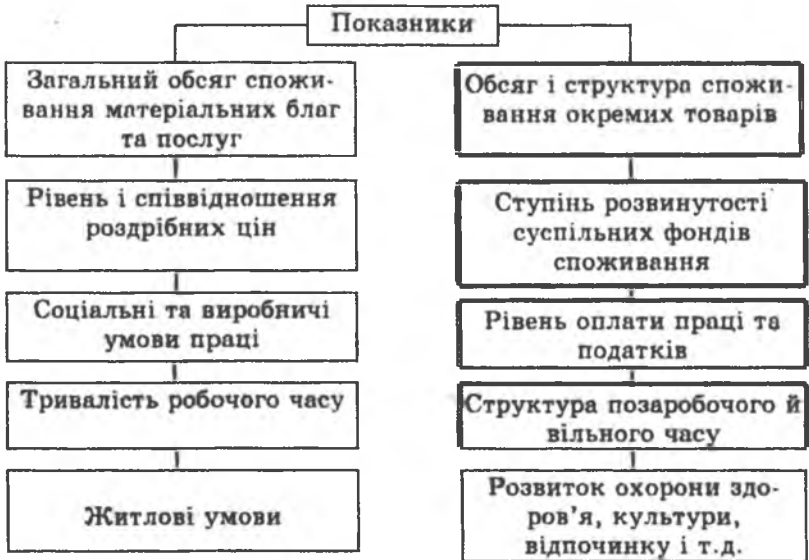 Показники
Загальний обсяг спожи-
вання матеріальних благ
та послуг
Рівень і співвідношення
роздрібних цін
Соціальні та виробничі
умови праці
Тривалість робочого часу
Житлові умови
Обсяг і структура спожи-
вання окремих товарів
Ступінь розвинутості
суспільних фондів
споживання
Рівень оплати праці та
податків
Структура позаробочого й
вільного часу
Розвиток охорони здо-
ров'я, культури,
відпочинку і т.д.